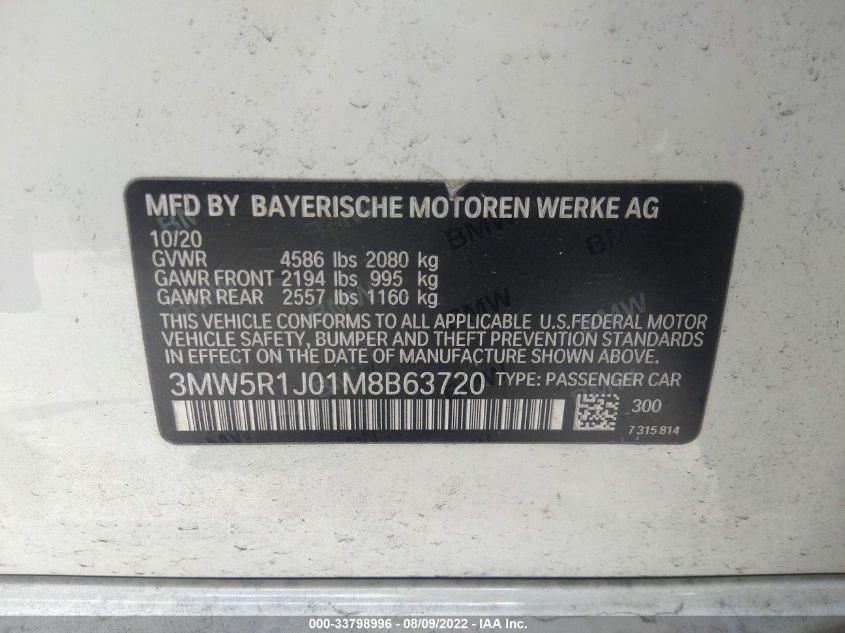 MFD BY BAYERISCHE MOTOREN WERKE AG
10/20
GVWR 4586 lbs 2080 kg
GAWR FRONT 2194 lbs 995 kg
GAWR REAR 2557 lbs 1160 kg
THIS VEHICLE CONFORMS TO ALL APPLICABLE U.S.FEDERAL MOTOR
VEHICLE SAFETY, BUMPER AND THEFT PREVENTION STANDARDS
IN EFFECT ON THE DATE OF MANUFACTURE SHOWN ABOVE.
3MW5R1J01M8B63720 TYPE: PASSENGER CAR
300
7 315 814
000-33798996 - 08/09/2022 - IAA Inc.